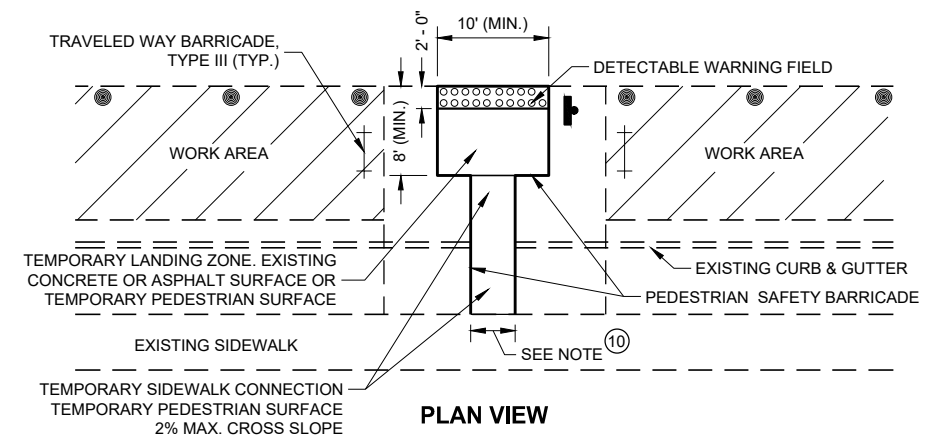 10' (MIN.)
2' - 0"
TRAVELED WAY BARRICADE,
TYPE III (TYP.)
DETECTABLE WARNING FIELD
8' (MIN.)
WORK AREA
WORK AREA
TEMPORARY LANDING ZONE. EXISTING
CONCRETE OR ASPHALT SURFACE OR
TEMPORARY PEDESTRIAN SURFACE
EXISTING CURB & GUTTER
PEDESTRIAN SAFETY BARRICADE
EXISTING SIDEWALK
SEE NOTE 10
TEMPORARY SIDEWALK CONNECTION
TEMPORARY PEDESTRIAN SURFACE
2% MAX. CROSS SLOPE
PLAN VIEW